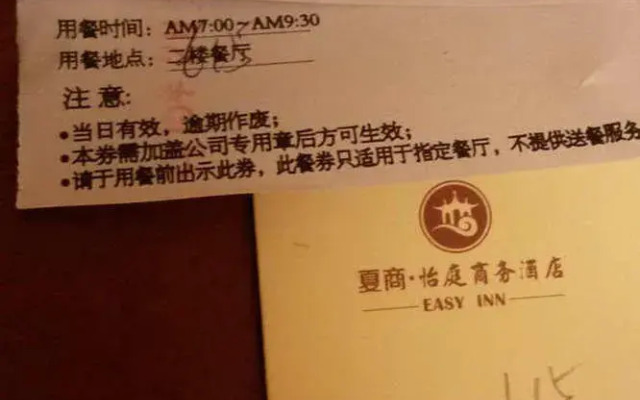 用餐时间：AM7:00~AM9:30
用餐地点：二楼餐厅
注意：
●当日有效，逾期作废；
●本券需加盖公司专用章后方可生效；
●请于用餐前出示此券，此餐券只适用于指定餐厅，不提供送餐服务
夏商·怡庭商务酒店
EASY INN